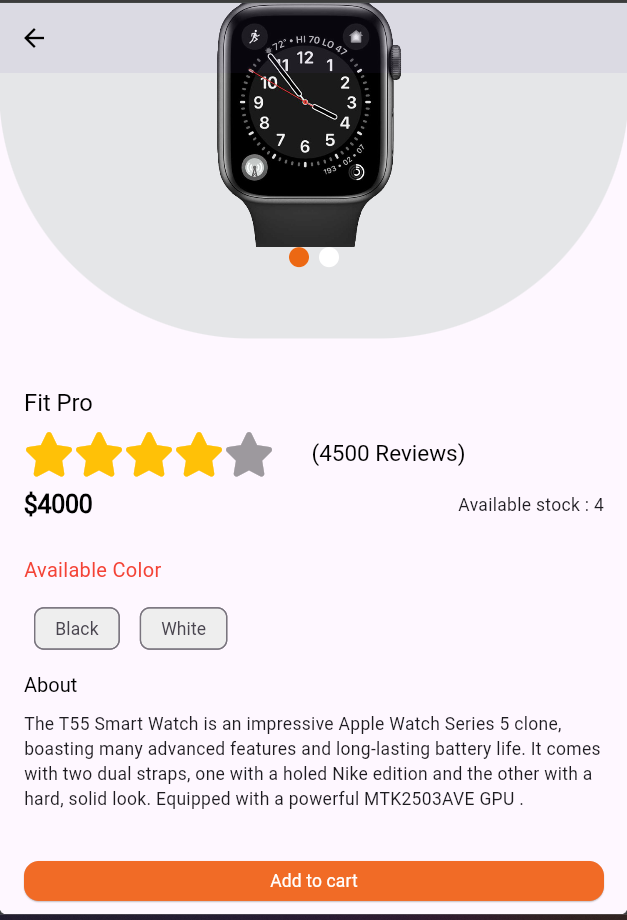 72° • HI 70 LO 47
12
11
1
10
2
9
3
8
4
7
5
6
193 • 02 • 07
Fit Pro
(4500 Reviews)
$4000
Available stock : 4
Available Color
Black
White
About
The T55 Smart Watch is an impressive Apple Watch Series 5 clone,
boasting many advanced features and long-lasting battery life. It comes
with two dual straps, one with a holed Nike edition and the other with a
hard, solid look. Equipped with a powerful MTK2503AVE GPU .
Add to cart